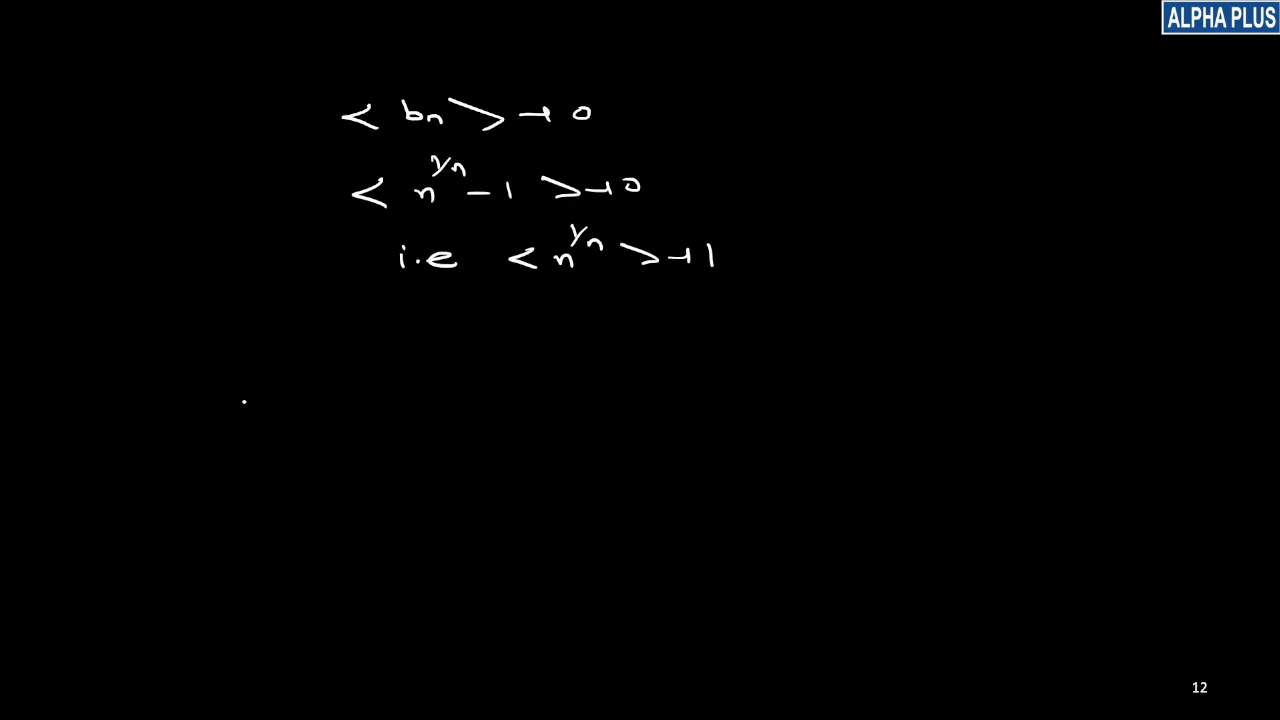 ALPHA PLUS
< bn > → 0
< n^{1/n} - 1 > → 0
i.e < n^{1/n} > → 1
12